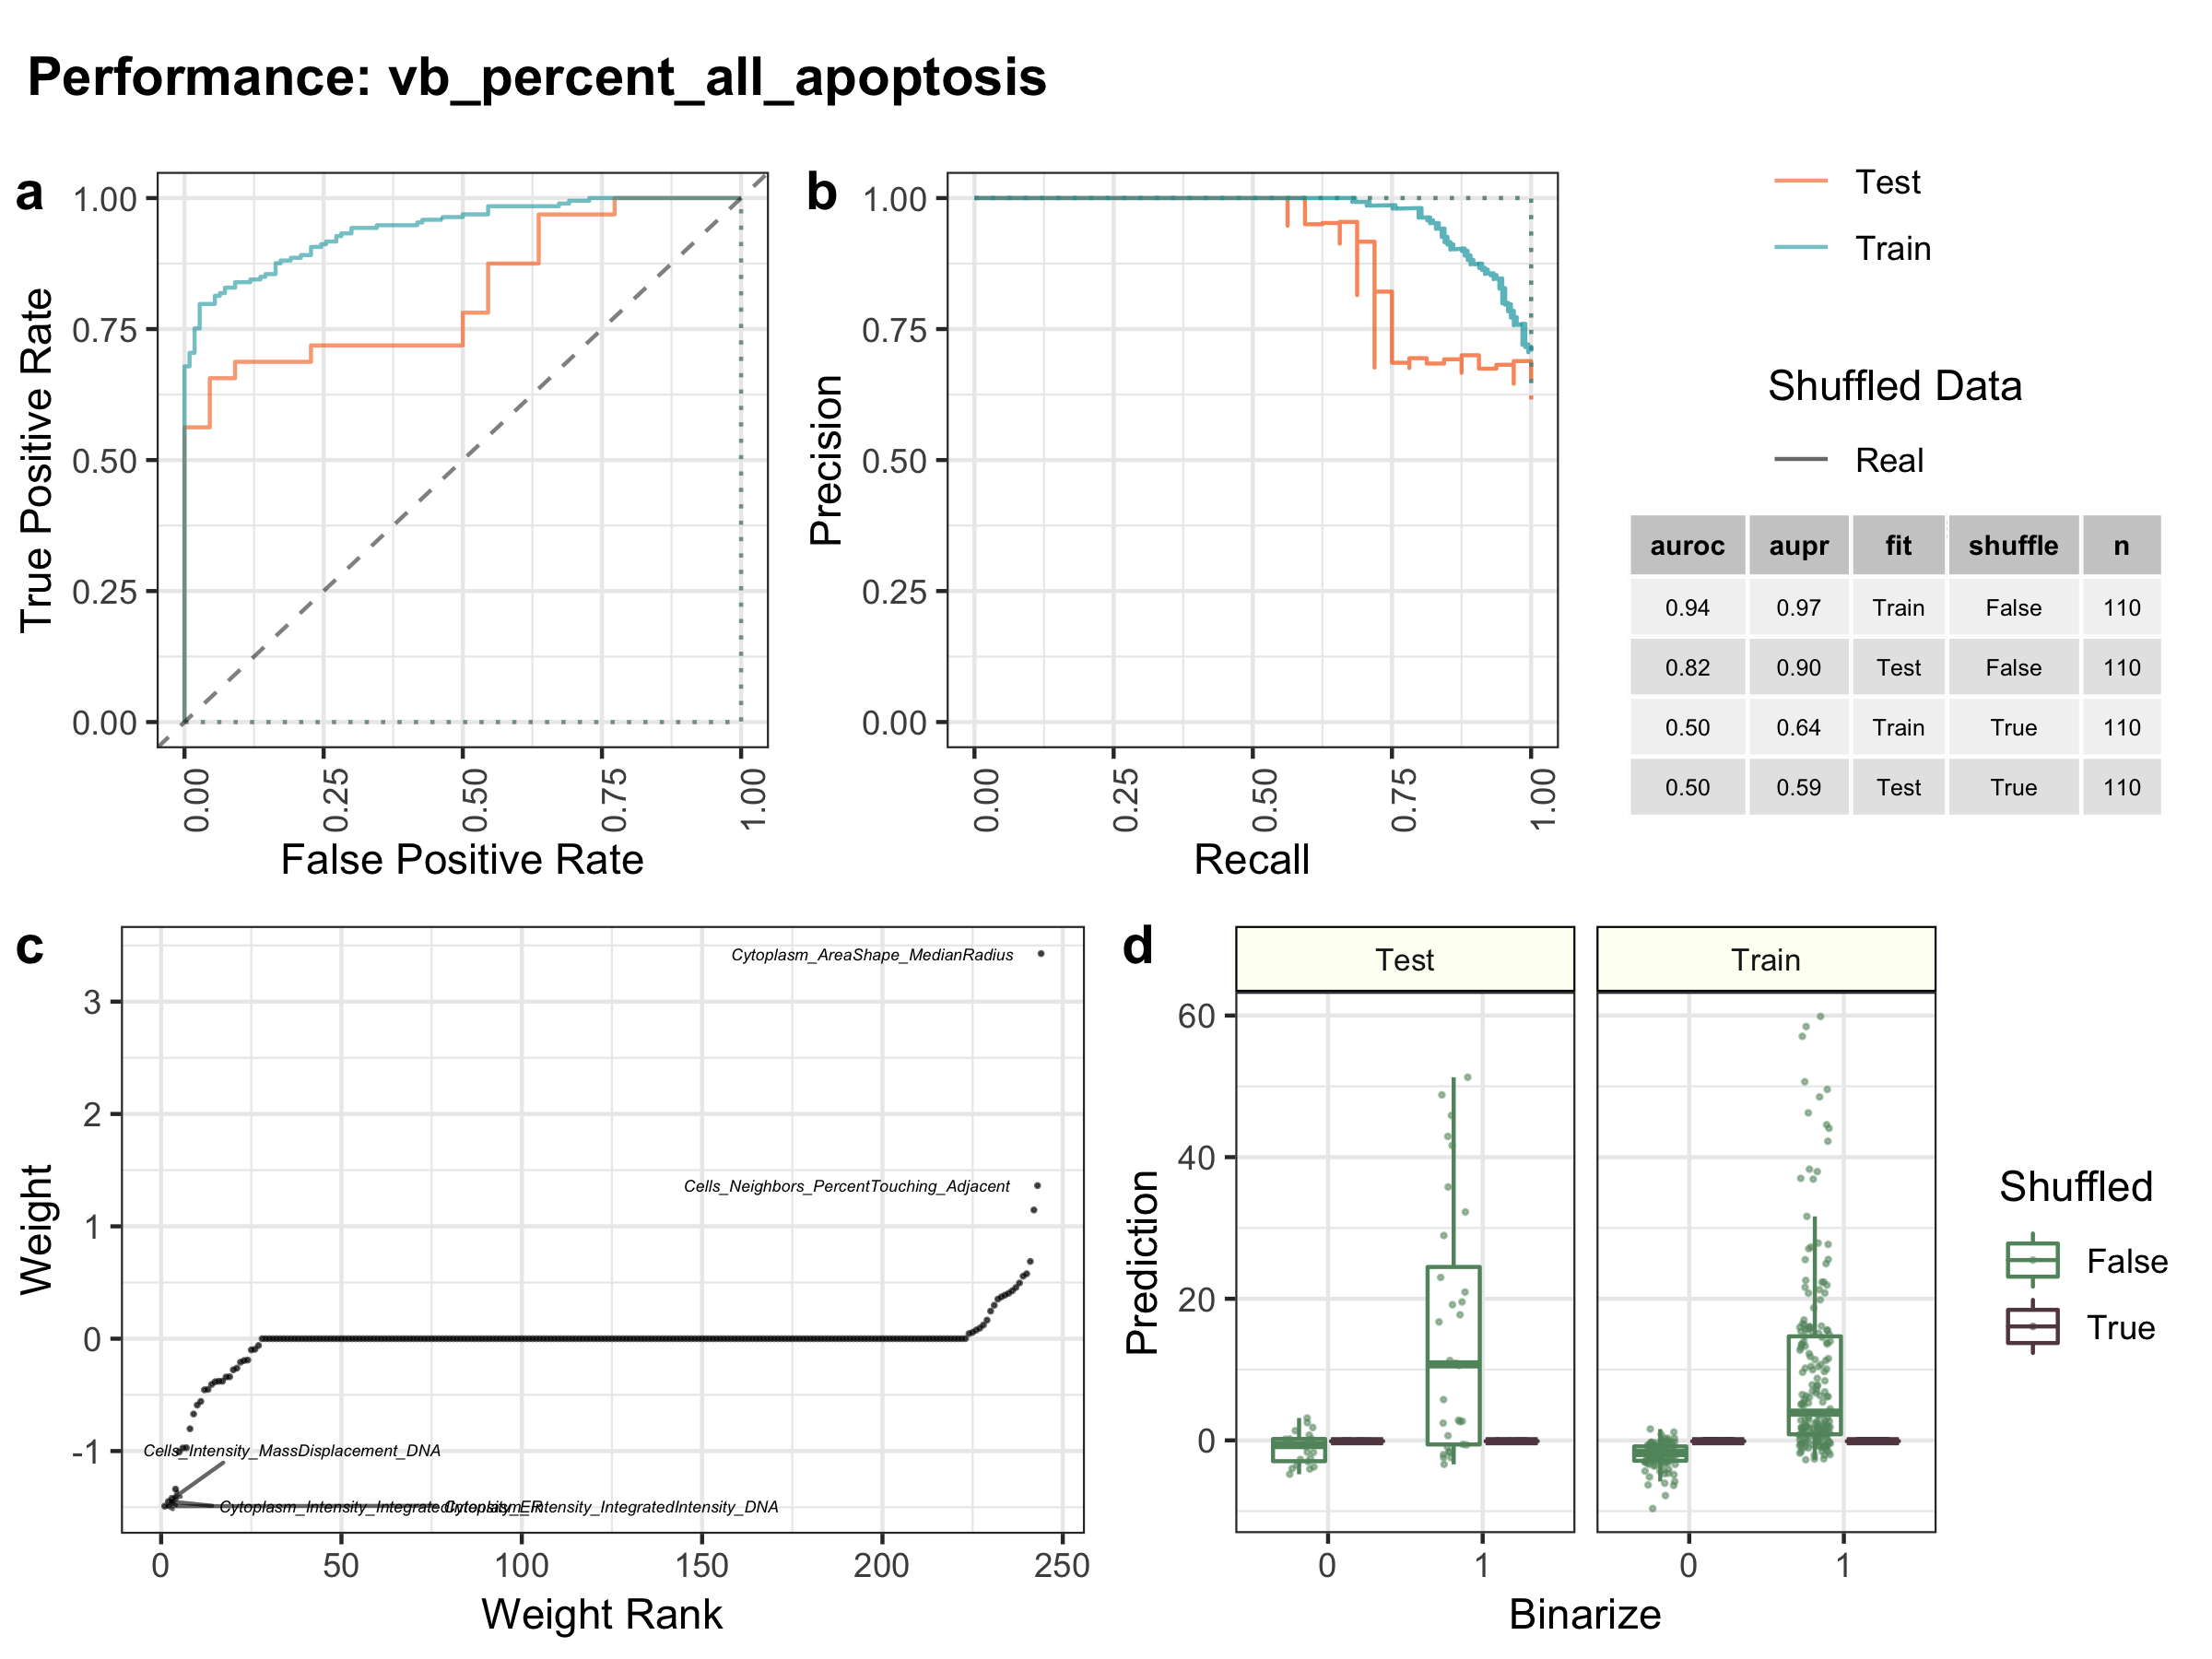 Performance: vb_percent_all_apoptosis
a
1.00
0.75
0.50
0.25
0.00
True Positive Rate
0.00
0.25
0.50
0.75
1.00
False Positive Rate
b
1.00
0.75
0.50
0.25
0.00
Precision
0.00
0.25
0.50
0.75
1.00
Recall
Test
Train
Shuffled Data
Real
auroc aupr fit shuffle n
0.94 0.97 Train False 110
0.82 0.90 Test False 110
0.50 0.64 Train True 110
0.50 0.59 Test True 110
c
3
2
1
0
-1
Weight
Cytoplasm_AreaShape_MedianRadius
Cells_Neighbors_PercentTouching_Adjacent
Cells_Intensity_MassDisplacement_DNA
Cytoplasm_Intensity_IntegratedIntensity_ER
Cytoplasm_Intensity_IntegratedIntensity_DNA
0 50 100 150 200 250
Weight Rank
d
Test Train
60
40
20
0
Prediction
0 1 0 1
Binarize
Shuffled
False
True